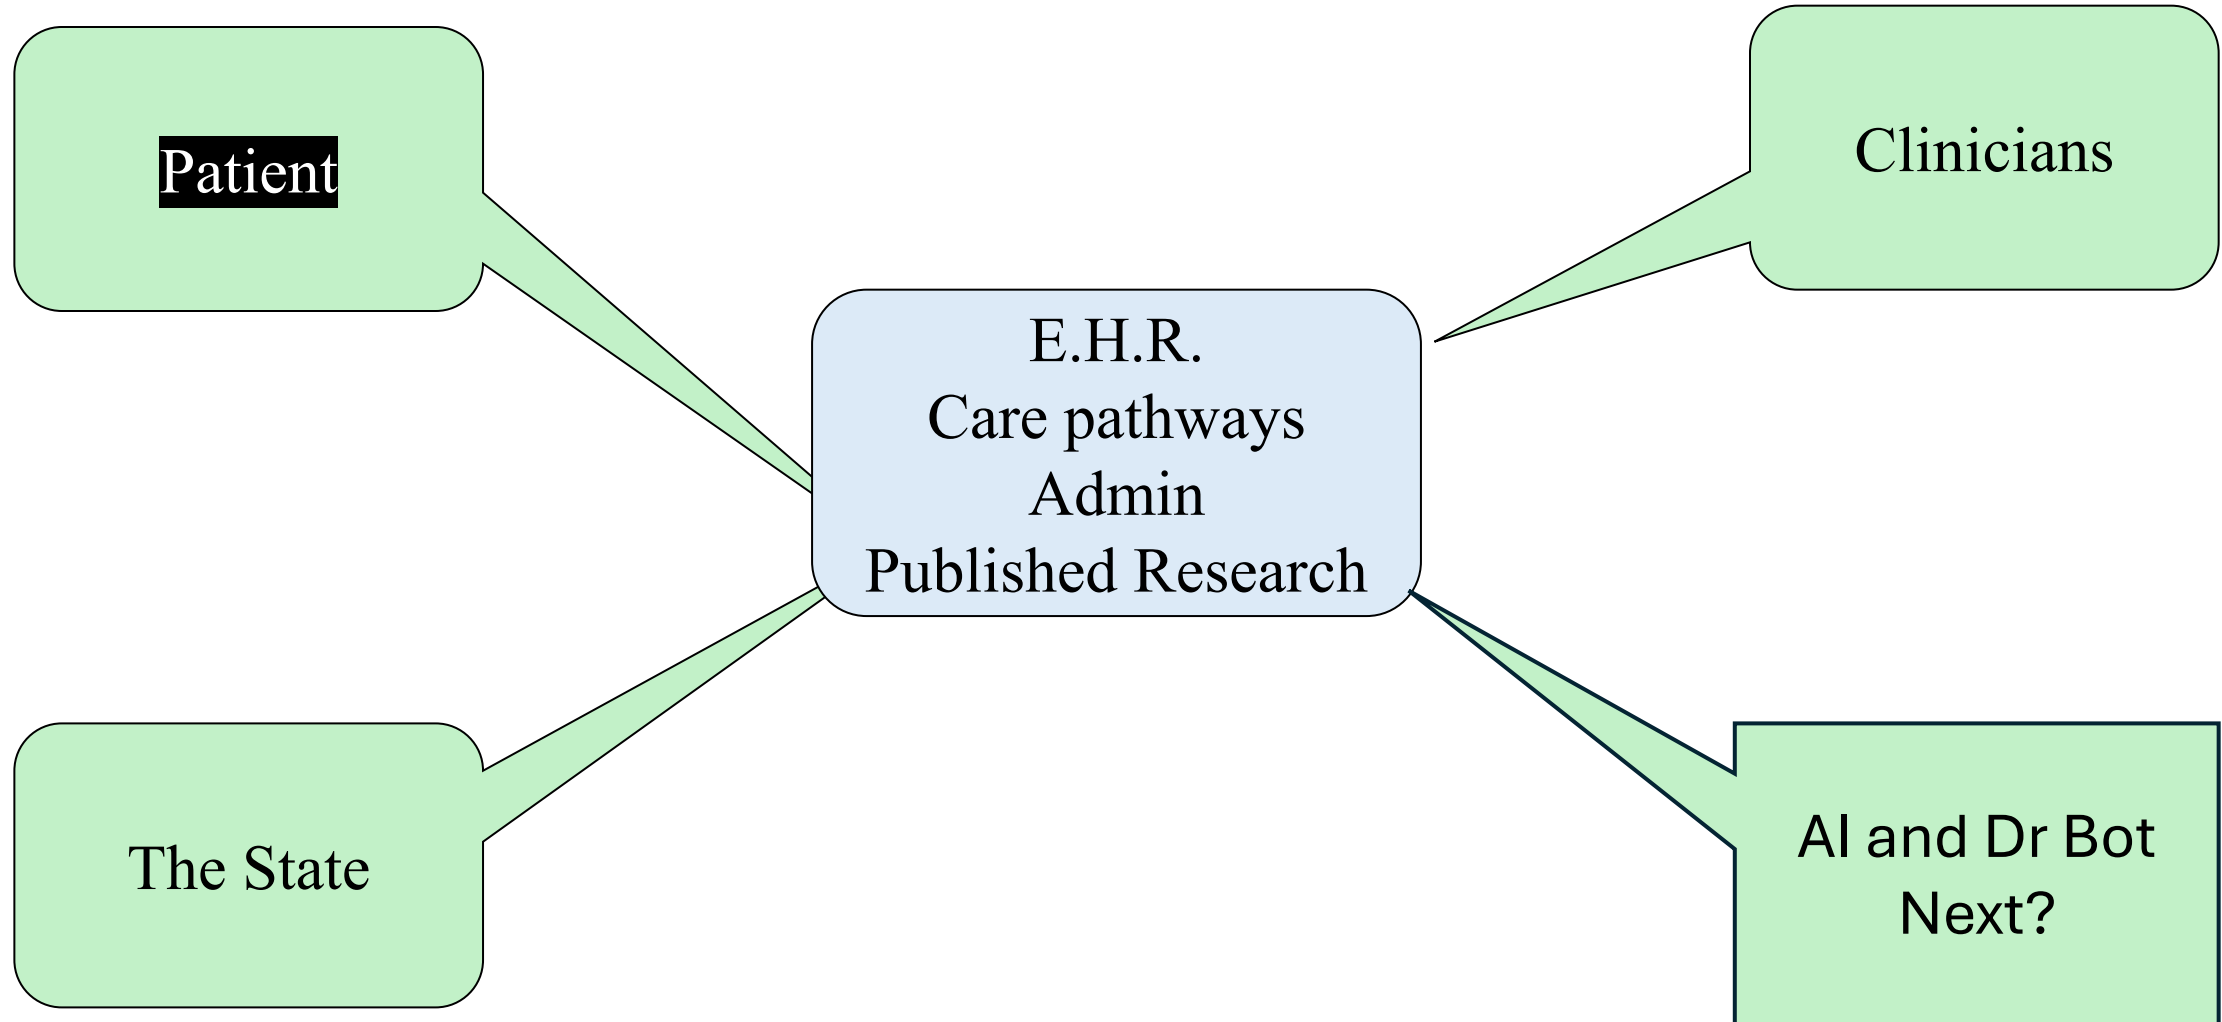 Patient
Clinicians
E.H.R.
Care pathways
Admin
Published Research
The State
AI and Dr Bot
Next?